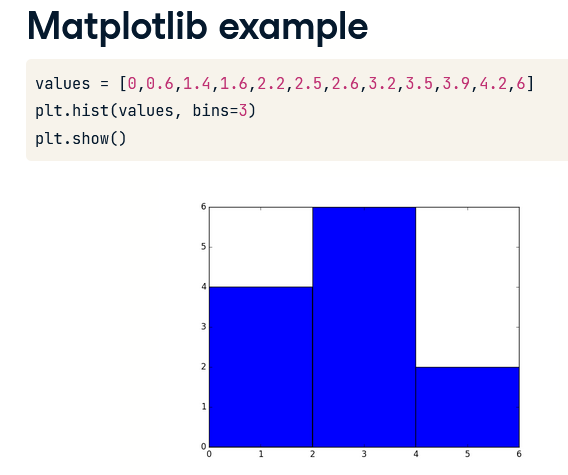 Matplotlib example
values = [0,0.6,1.4,1.6,2.2,2.5,2.6,3.2,3.5,3.9,4.2,6]
plt.hist(values, bins=3)
plt.show()
6
5
4
3
2
1
0
0 1 2 3 4 5 6